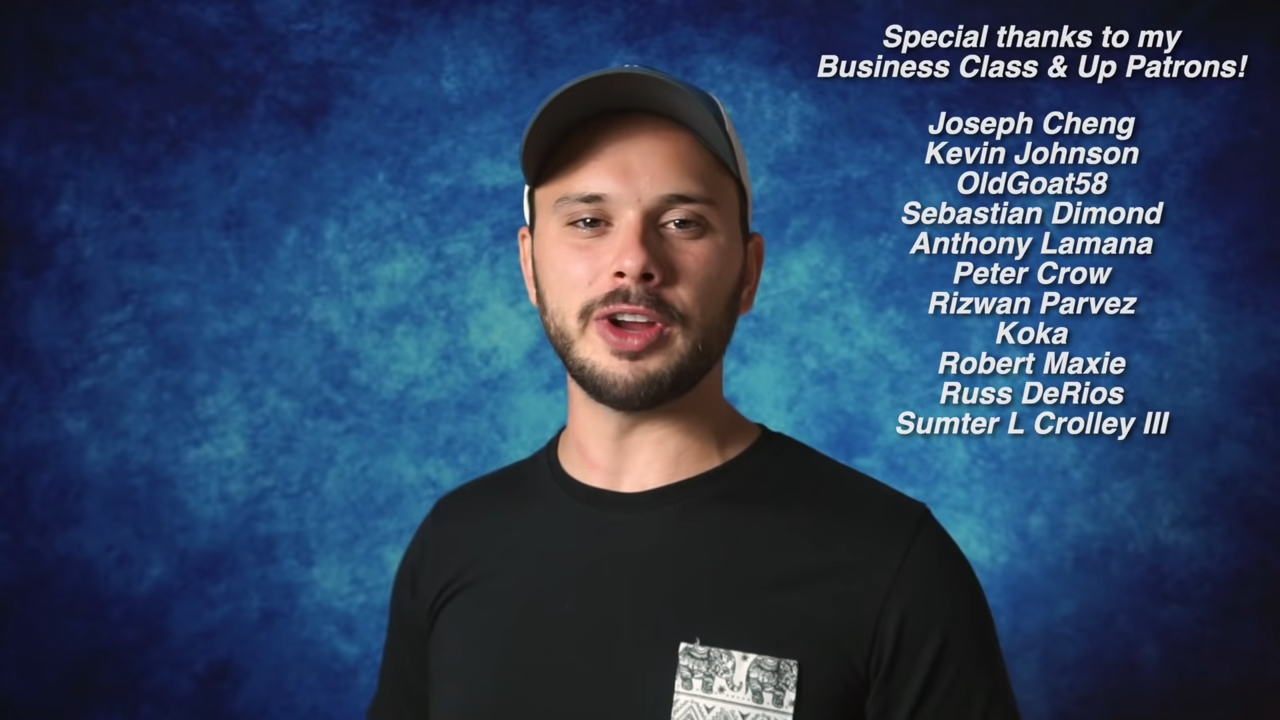 Special thanks to my
Business Class & Up Patrons!
Joseph Cheng
Kevin Johnson
OldGoat58
Sebastian Dimond
Anthony Lamana
Peter Crow
Rizwan Parvez
Koka
Robert Maxie
Russ DeRios
Sumter L Crolley III